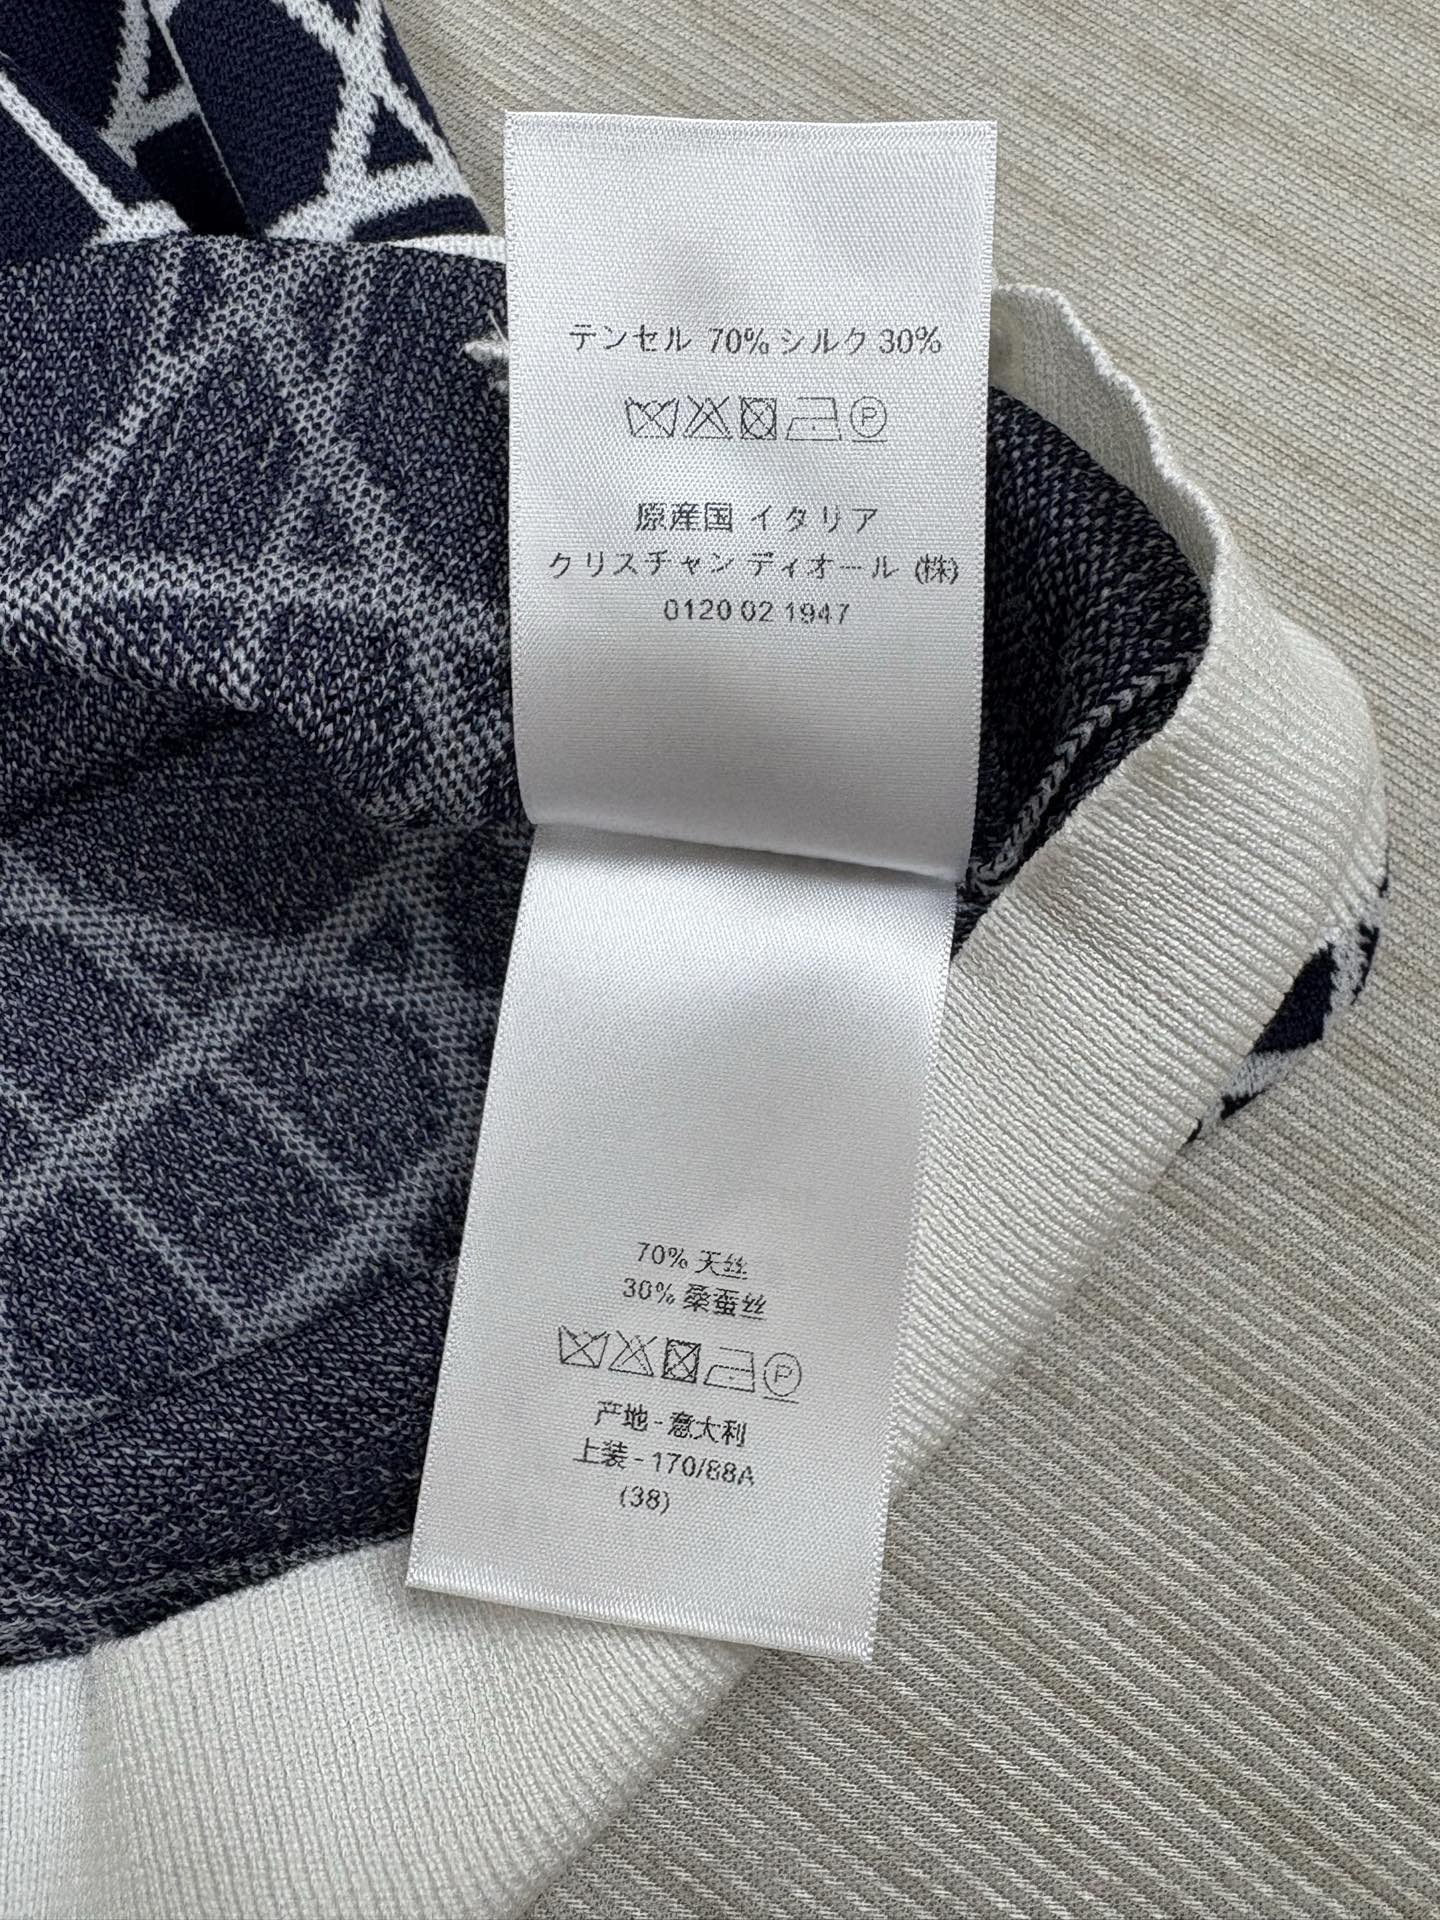 テンセル 70% シルク 30%
P
原産国 イタリア
クリスチャン ディオール (株)
0120 02 1947
70% 天丝
30% 桑蚕丝
P
产地 - 意大利
上装 - 170/88A
(38)